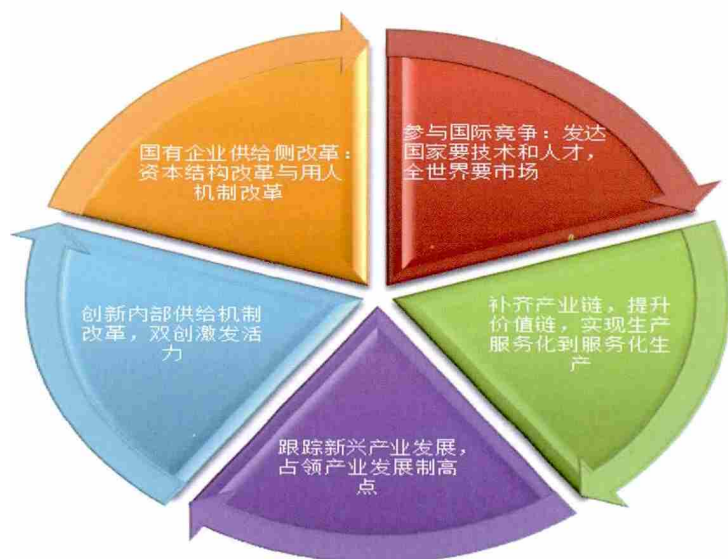 参与国际竞争：发达
国家要技术和人才，
全世界要市场
补齐产业链，提升
价值链，实现生产
服务化到服务化生
产
跟踪新兴产业发展，
占领产业发展制高
点
创新内部供给机制
改革，双创激发活
力
国有企业供给侧改革：
资本结构改革与用人
机制改革